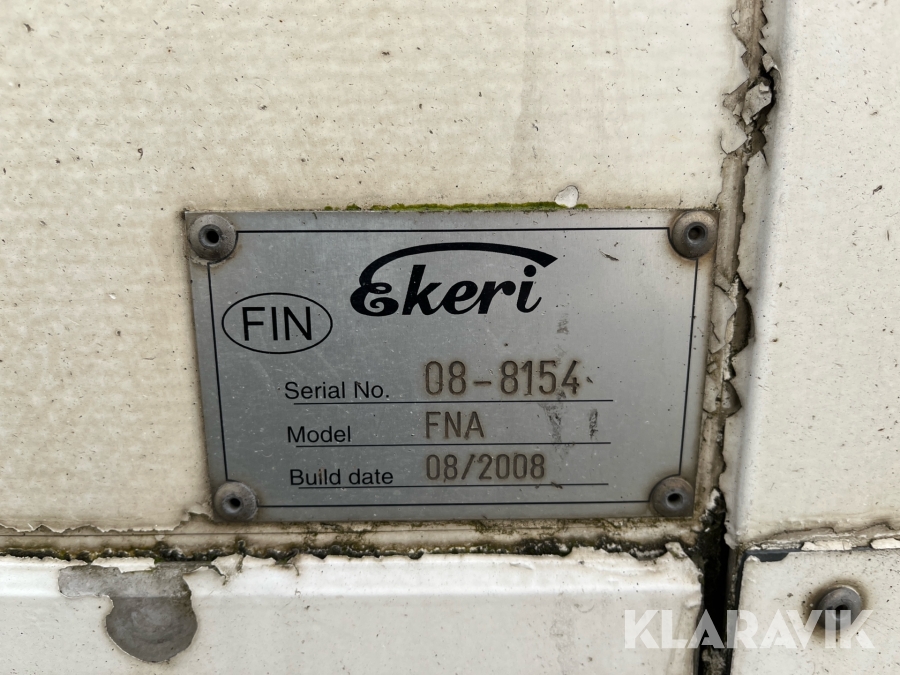 Ekeri
FIN
Serial No. 08-8154
Model FNA
Build date 08/2008
KLARAVIK